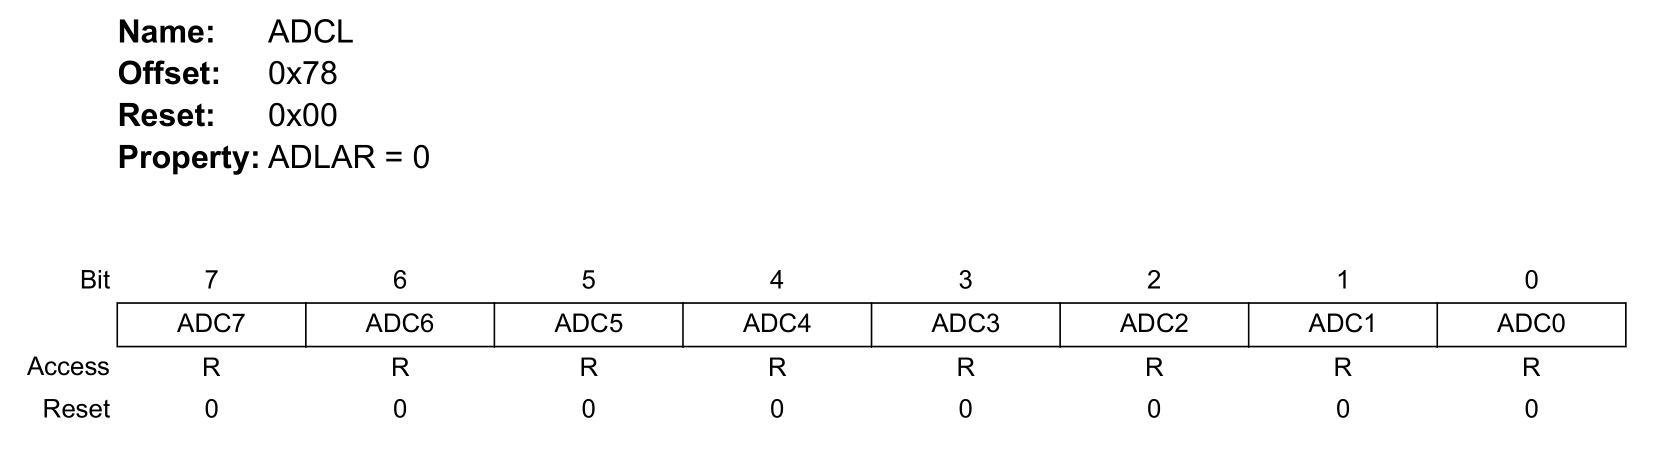 Name: ADCL
Offset: 0x78
Reset: 0x00
Property: ADLAR = 0
Bit 7 6 5 4 3 2 1 0
ADC7 ADC6 ADC5 ADC4 ADC3 ADC2 ADC1 ADC0
Access R R R R R R R R
Reset 0 0 0 0 0 0 0 0